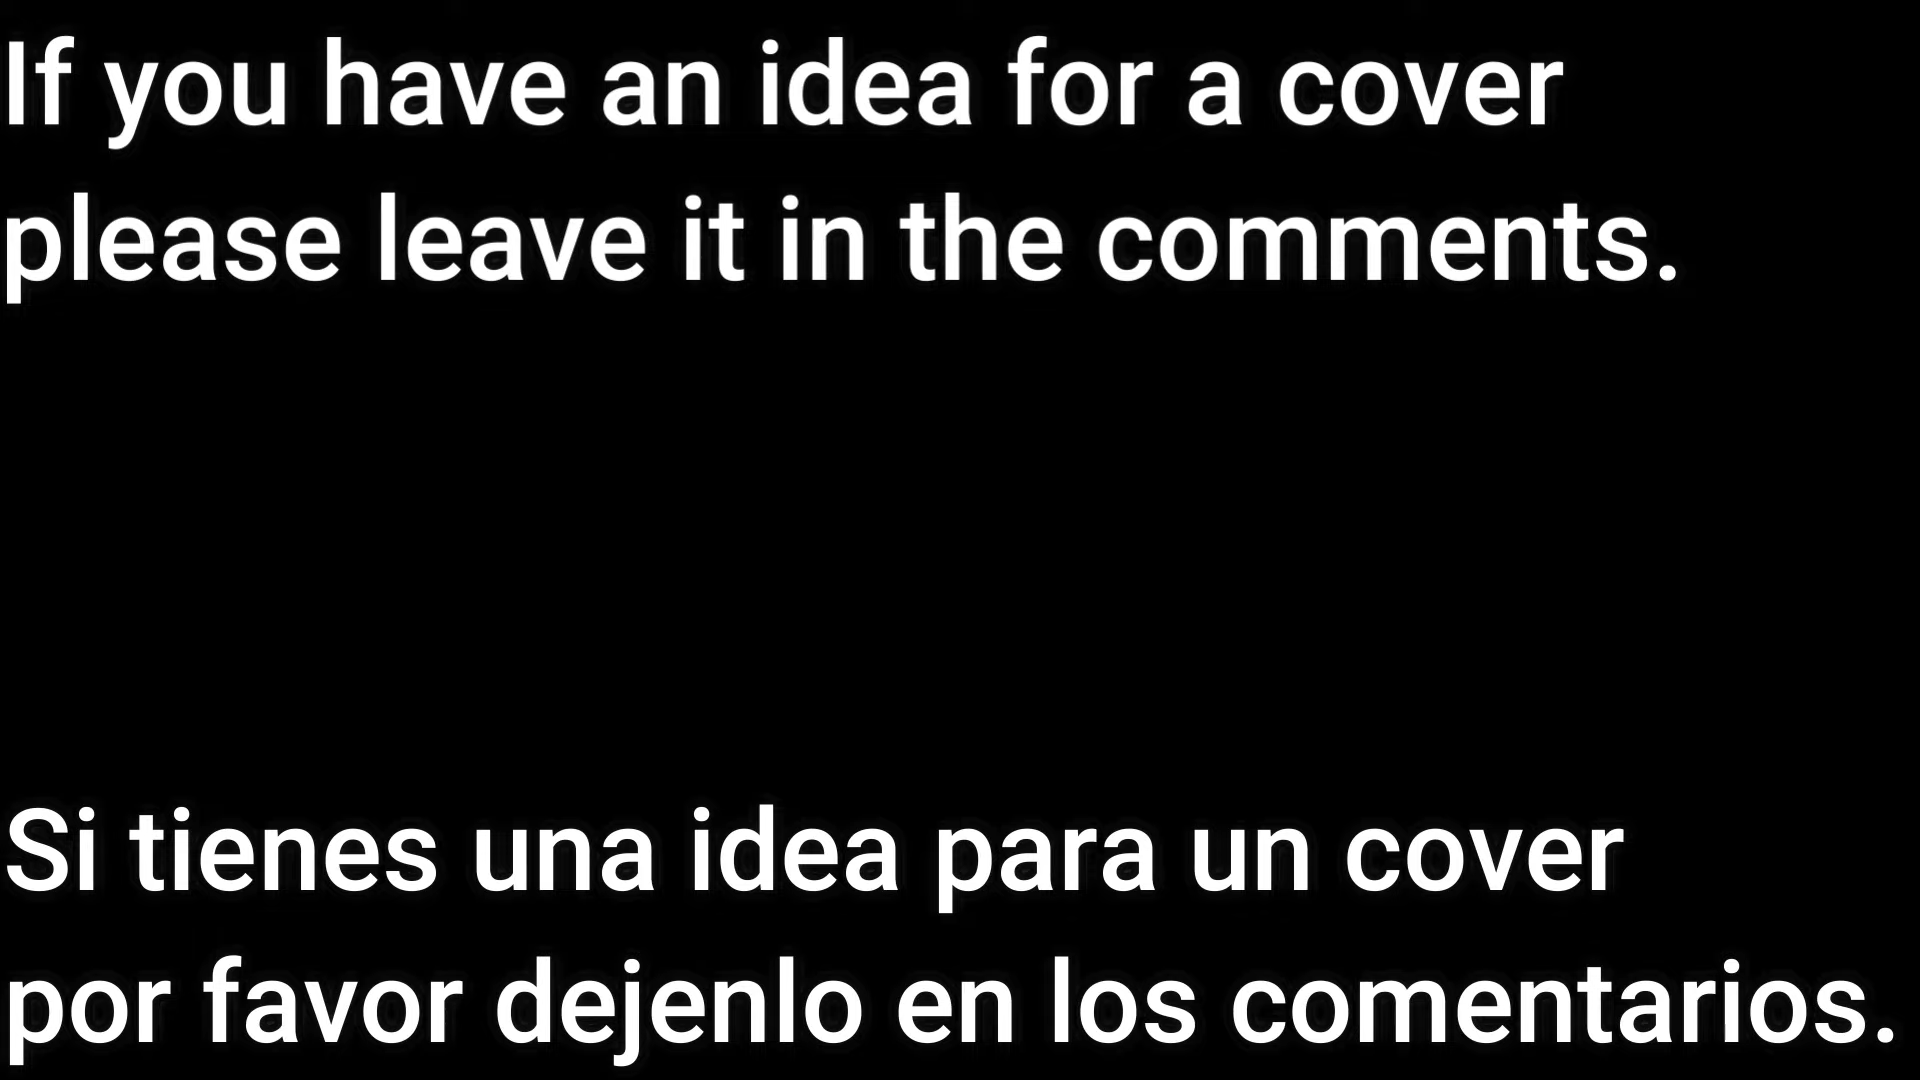 If you have an idea for a cover
please leave it in the comments.
Si tienes una idea para un cover
por favor dejenlo en los comentarios.